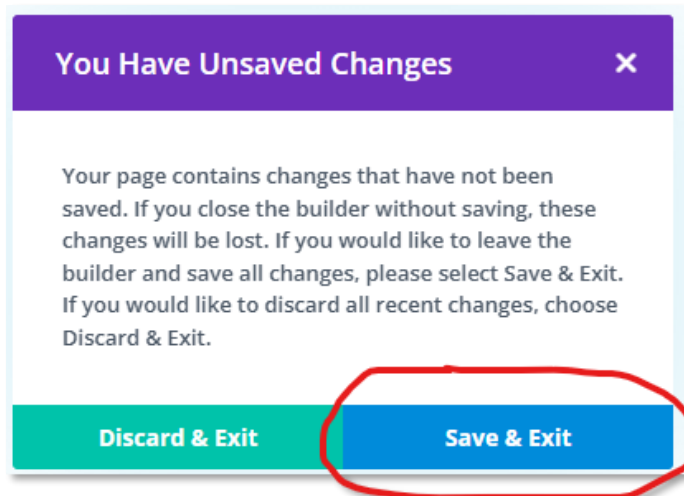 You Have Unsaved Changes ×
Your page contains changes that have not been
saved. If you close the builder without saving, these
changes will be lost. If you would like to leave the
builder and save all changes, please select Save & Exit.
If you would like to discard all recent changes, choose
Discard & Exit.
Discard & Exit
Save & Exit